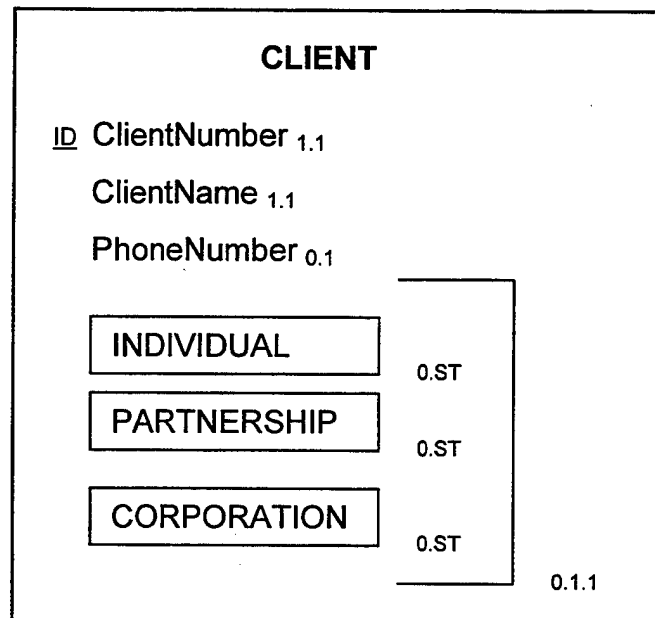 CLIENT
ID ClientNumber 1.1
ClientName 1.1
PhoneNumber 0.1
INDIVIDUAL
0.ST
PARTNERSHIP
0.ST
CORPORATION
0.ST
0.1.1